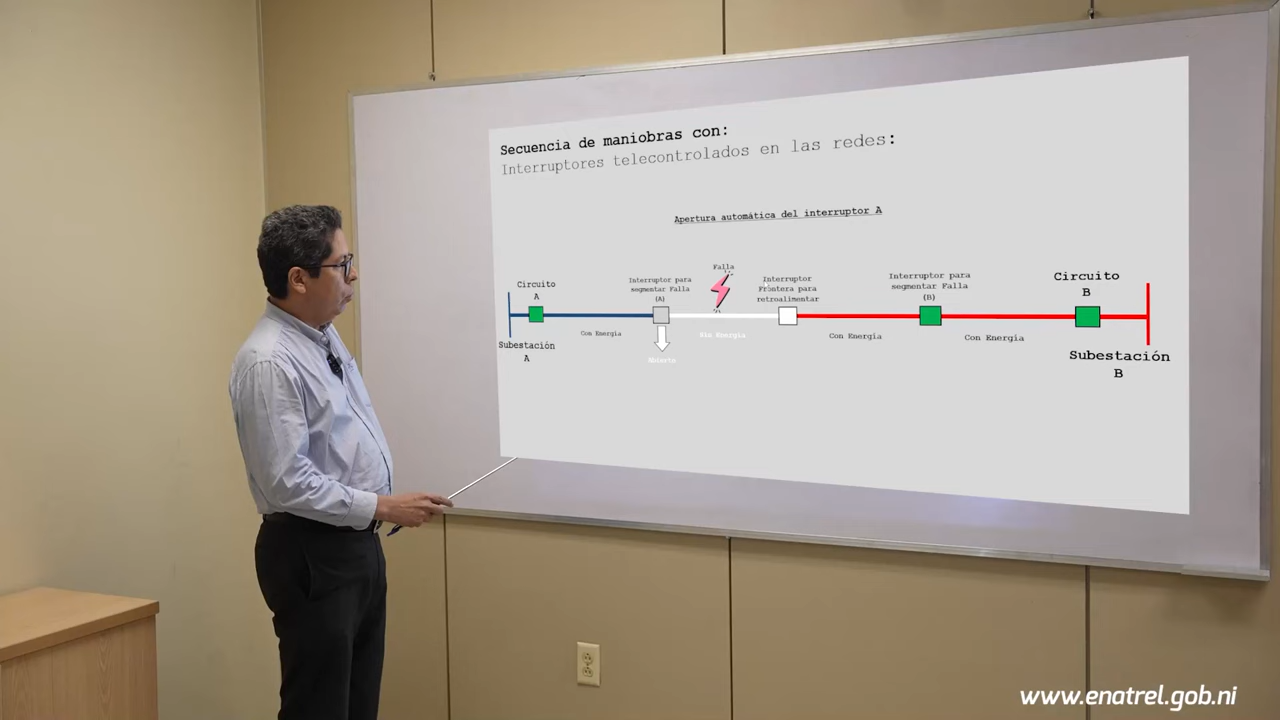 Secuencia de maniobras con:
Interruptores telecontrolados en las redes:
Apertura automática del interruptor A
Circuito
A
Interruptor para
segmentar Falla
(A)
Falla
Interruptor
Frontera para
retroalimentar
Interruptor para
segmentar Falla
(B)
Circuito
B
Con Energía
Sin Energía
Con Energía
Con Energía
Subestación
A
Abierto
Subestación
B
www.enatrel.gob.ni